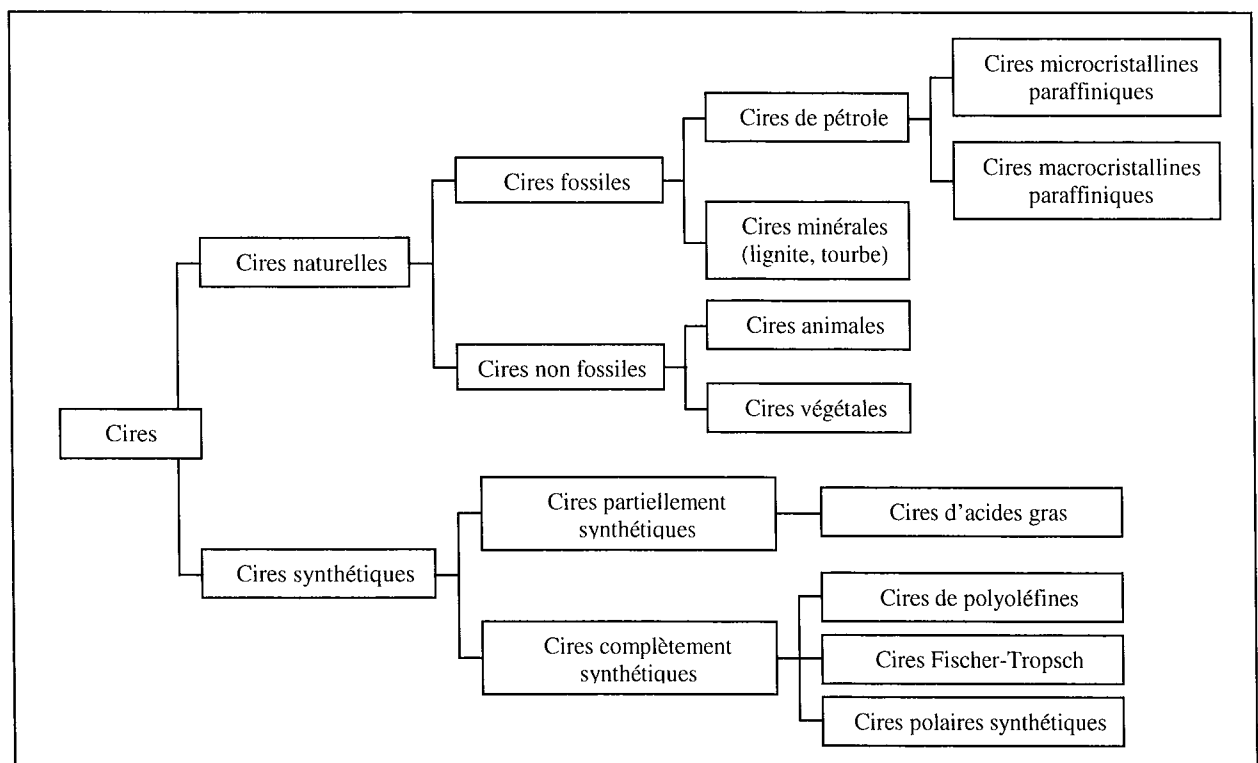 Cires microcristallines
paraffiniques
Cires de pétrole
Cires macrocristallines
paraffiniques
Cires fossiles
Cires minérales
(lignite, tourbe)
Cires naturelles
Cires animales
Cires non fossiles
Cires végétales
Cires
Cires partiellement
synthétiques
Cires d'acides gras
Cires synthétiques
Cires de polyoléfines
Cires complètement
synthétiques
Cires Fischer-Tropsch
Cires polaires synthétiques